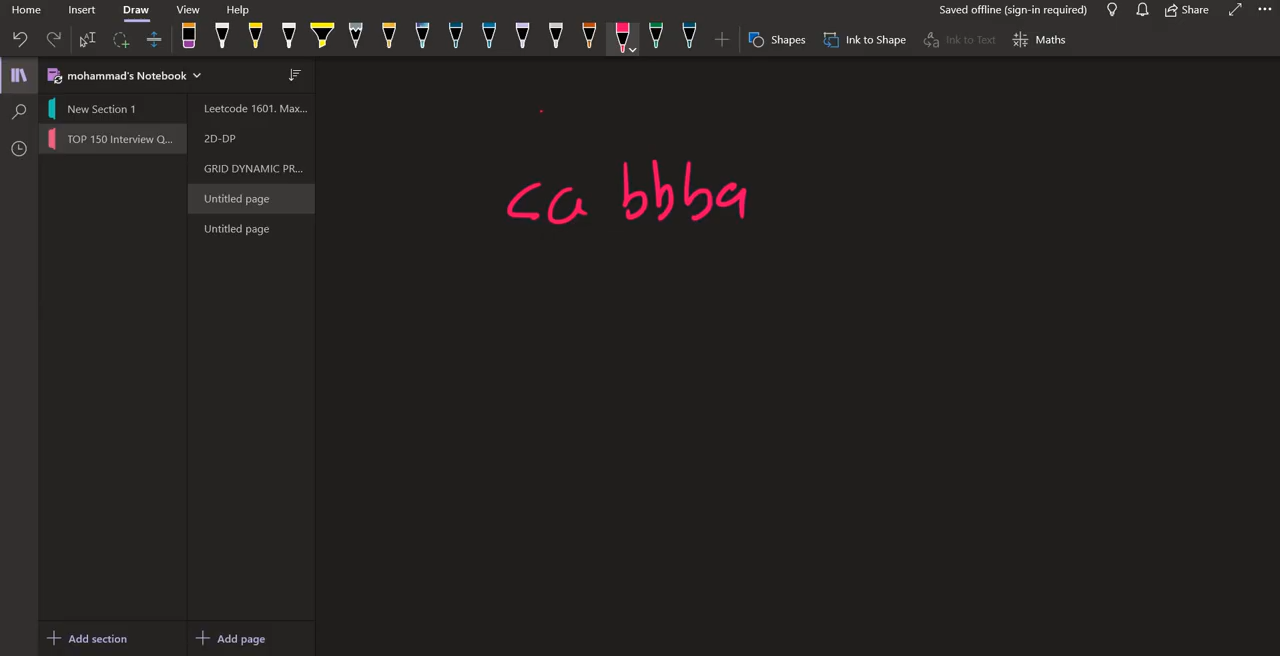 Home Insert Draw View Help Saved offline (sign-in required) Share
Shapes Ink to Shape Ink to Text Maths
mohammad's Notebook
New Section 1 Leetcode 1601. Max...
TOP 150 Interview Q... 2D-DP
GRID DYNAMIC PR...
Untitled page
Untitled page
ca bbba
Add section Add page